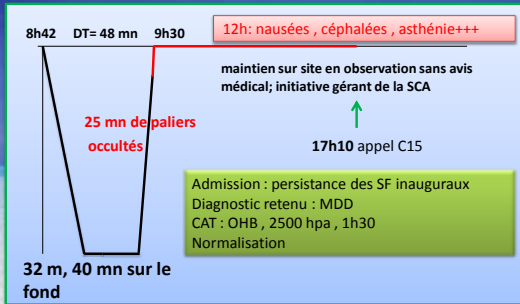 8h42 DT= 48 mn 9h30
12h: nausées , céphalées , asthénie+++
maintien sur site en observation sans avis
médical; initiative gérant de la SCA
25 mn de paliers
occultés
17h10 appel C15
Admission : persistance des SF inauguraux
Diagnostic retenu : MDD
CAT : OHB , 2500 hpa , 1h30
Normalisation
32 m, 40 mn sur le
fond